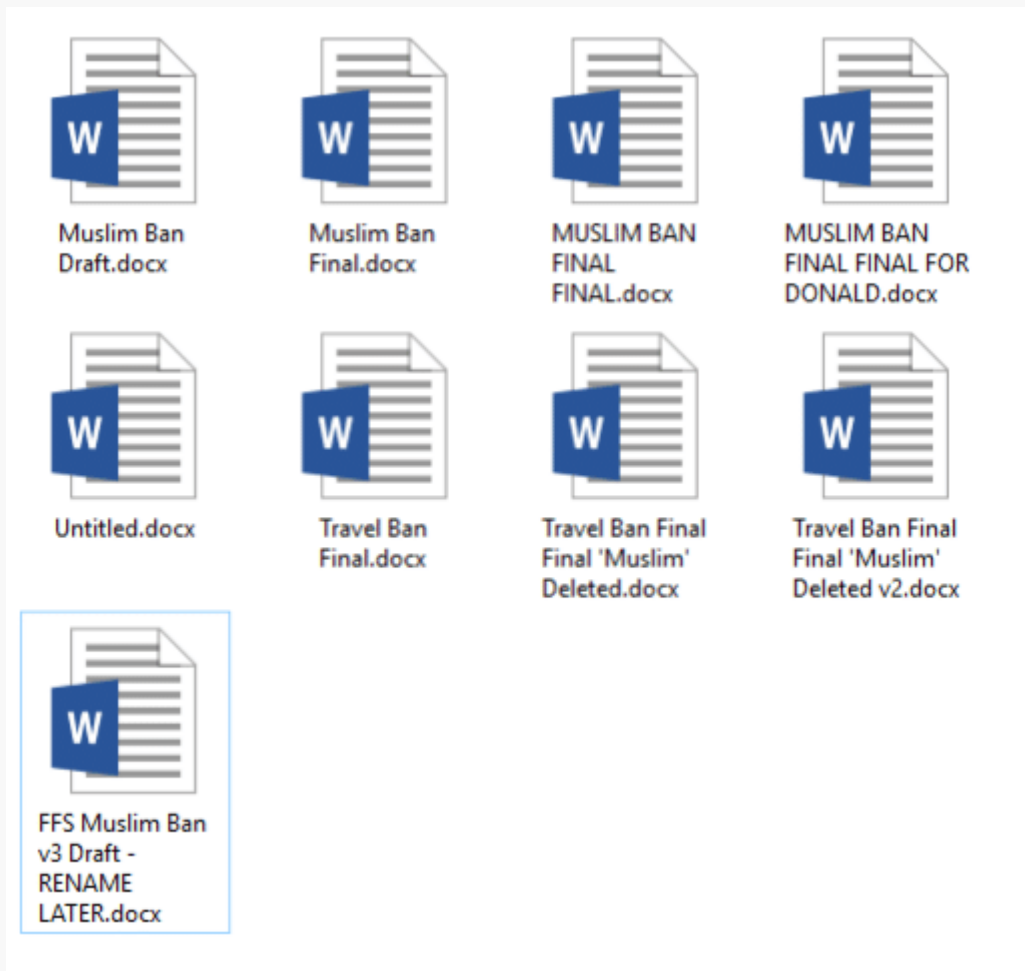 W
W
W
W
Muslim Ban
Draft.docx
Muslim Ban
Final.docx
MUSLIM BAN
FINAL
FINAL.docx
MUSLIM BAN
FINAL FINAL FOR
DONALD.docx
W
W
W
W
Untitled.docx
Travel Ban
Final.docx
Travel Ban Final
Final 'Muslim'
Deleted.docx
Travel Ban Final
Final 'Muslim'
Deleted v2.docx
W
FFS Muslim Ban
v3 Draft -
RENAME
LATER.docx